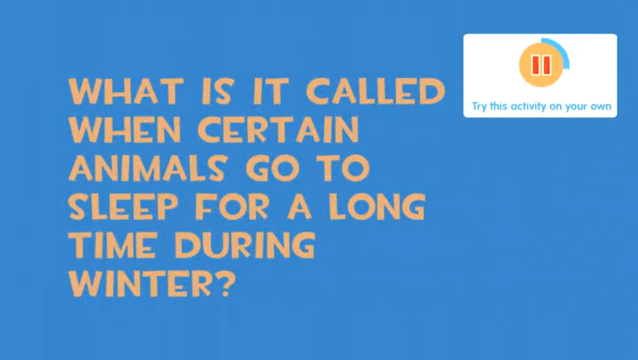 WHAT IS IT CALLED
WHEN CERTAIN
ANIMALS GO TO
SLEEP FOR A LONG
TIME DURING
WINTER?
Try this activity on your own